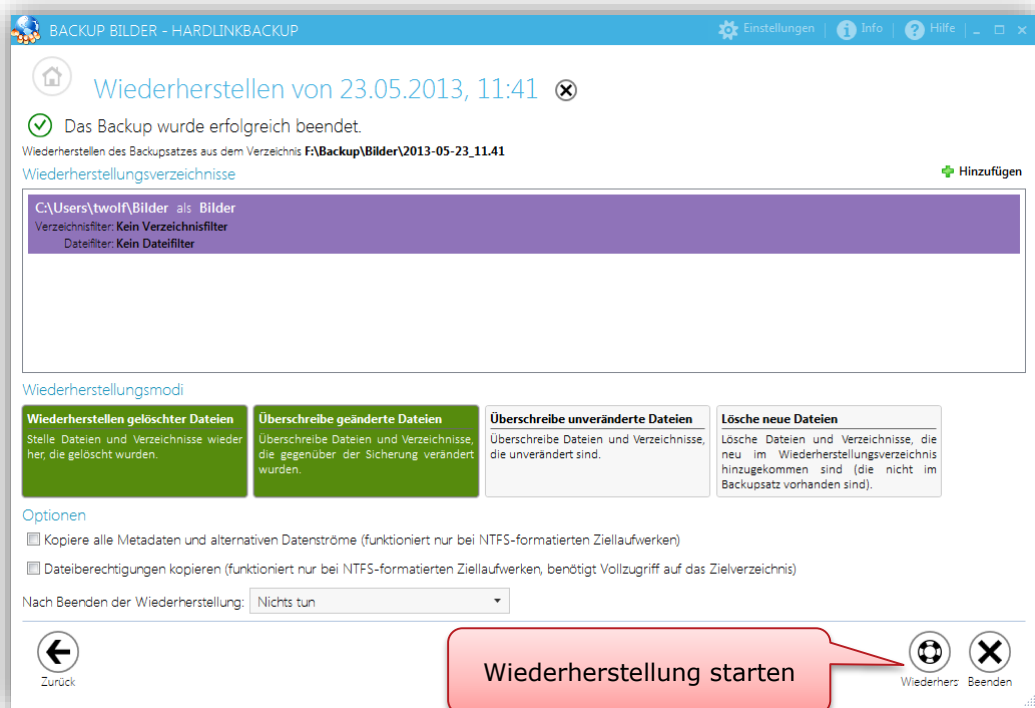 BACKUP BILDER - HARDLINKBACKUP
Einstellungen | Info | Hilfe
Wiederherstellen von 23.05.2013, 11:41
Das Backup wurde erfolgreich beendet.
Wiederherstellen des Backupsatzes aus dem Verzeichnis F:\Backup\Bilder\2013-05-23_11.41
Wiederherstellungsverzeichnisse
Hinzufügen
C:\Users\twolf\Bilder als Bilder
Verzeichnisfilter: Kein Verzeichnisfilter
Dateifilter: Kein Dateifilter
Wiederherstellungsmodi
Wiederherstellen gelöschter Dateien
Stelle Dateien und Verzeichnisse wieder
her, die gelöscht wurden.
Überschreibe geänderte Dateien
Überschreibe Dateien und Verzeichnisse,
die gegenüber der Sicherung verändert
wurden.
Überschreibe unveränderte Dateien
Überschreibe Dateien und Verzeichnisse,
die unverändert sind.
Lösche neue Dateien
Lösche Dateien und Verzeichnisse, die
neu im Wiederherstellungsverzeichnis
hinzugekommen sind (die nicht im
Backupsatz vorhanden sind).
Optionen
Kopiere alle Metadaten und alternativen Datenströme (funktioniert nur bei NTFS-formatierten Ziellaufwerken)
Dateiberechtigungen kopieren (funktioniert nur bei NTFS-formatierten Ziellaufwerken, benötigt Vollzugriff auf das Zielverzeichnis)
Nach Beenden der Wiederherstellung: Nichts tun
Wiederherstellung starten
Zurück
Wiederhers
Beenden